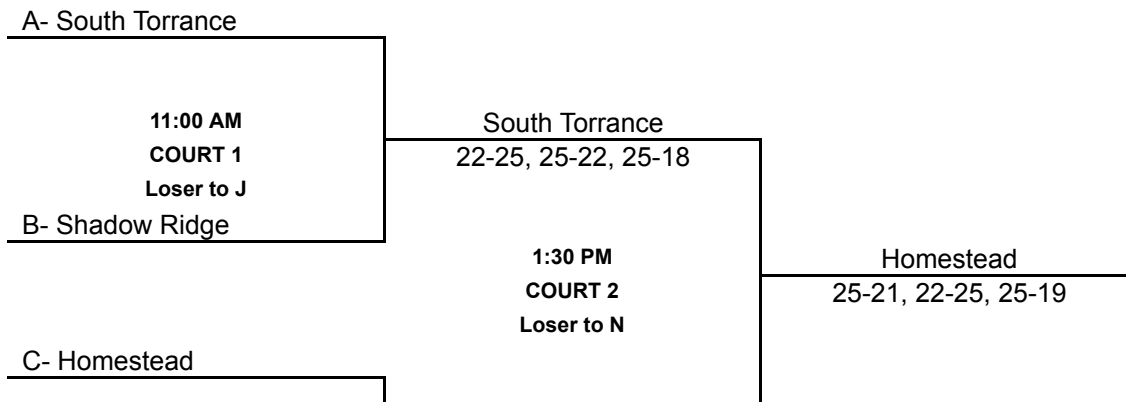 A- South Torrance
11:00 AM
COURT 1
Loser to J
South Torrance
22-25, 25-22, 25-18
B- Shadow Ridge
1:30 PM
COURT 2
Loser to N
Homestead
25-21, 22-25, 25-19
C- Homestead